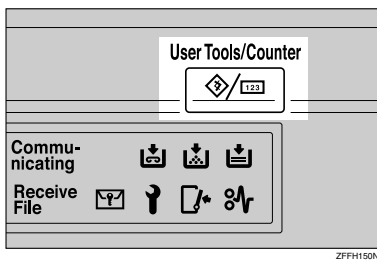 User Tools/Counter
123
Commu-
nicating
Receive
File
ZFFH150N